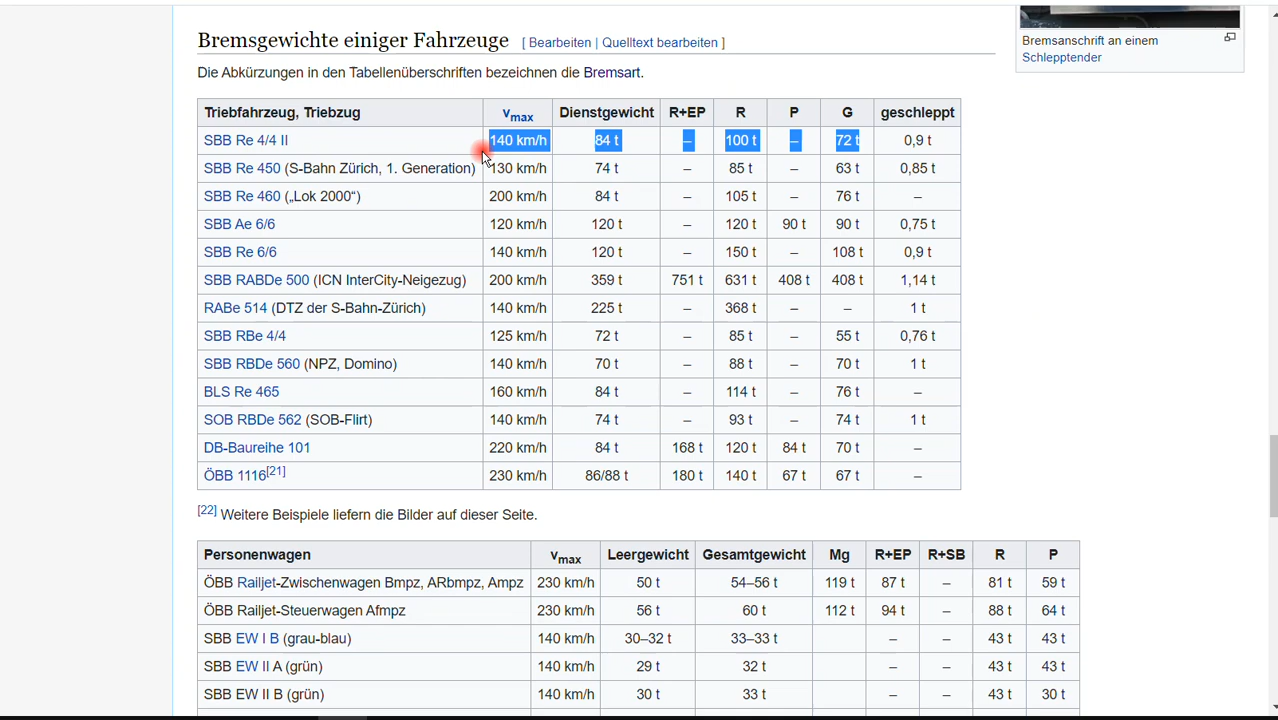 Bremsgewichte einiger Fahrzeuge [ Bearbeiten | Quelltext bearbeiten ]
Die Abkürzungen in den Tabellenüberschriften bezeichnen die Bremsart.
Bremsanschrift an einem
Schlepptender
Triebfahrzeug, Triebzug vmax Dienstgewicht R+EP R P G geschleppt
SBB Re 4/4 II 140 km/h 84 t – 100 t – 72 t 0,9 t
SBB Re 450 (S-Bahn Zürich, 1. Generation) 130 km/h 74 t – 85 t – 63 t 0,85 t
SBB Re 460 („Lok 2000“) 200 km/h 84 t – 105 t – 76 t –
SBB Ae 6/6 120 km/h 120 t – 120 t 90 t 90 t 0,75 t
SBB Re 6/6 140 km/h 120 t – 150 t – 108 t 0,9 t
SBB RABDe 500 (ICN InterCity-Neigezug) 200 km/h 359 t 751 t 631 t 408 t 408 t 1,14 t
RABe 514 (DTZ der S-Bahn-Zürich) 140 km/h 225 t – 368 t – – 1 t
SBB RBe 4/4 125 km/h 72 t – 85 t – 55 t 0,76 t
SBB RBDe 560 (NPZ, Domino) 140 km/h 70 t – 88 t – 70 t 1 t
BLS Re 465 160 km/h 84 t – 114 t – 76 t –
SOB RBDe 562 (SOB-Flirt) 140 km/h 74 t – 93 t – 74 t 1 t
DB-Baureihe 101 220 km/h 84 t 168 t 120 t 84 t 70 t –
ÖBB 1116[21] 230 km/h 86/88 t 180 t 140 t 67 t 67 t –
[22] Weitere Beispiele liefern die Bilder auf dieser Seite.
Personenwagen vmax Leergewicht Gesamtgewicht Mg R+EP R+SB R P
ÖBB Railjet-Zwischenwagen Bmpz, ARbmpz, Ampz 230 km/h 50 t 54–56 t 119 t 87 t – 81 t 59 t
ÖBB Railjet-Steuerwagen Afmpz 230 km/h 56 t 60 t 112 t 94 t – 88 t 64 t
SBB EW I B (grau-blau) 140 km/h 30–32 t 33–33 t – – 43 t 43 t
SBB EW II A (grün) 140 km/h 29 t 32 t – – 43 t 43 t
SBB EW II B (grün) 140 km/h 30 t 33 t – – 43 t 30 t